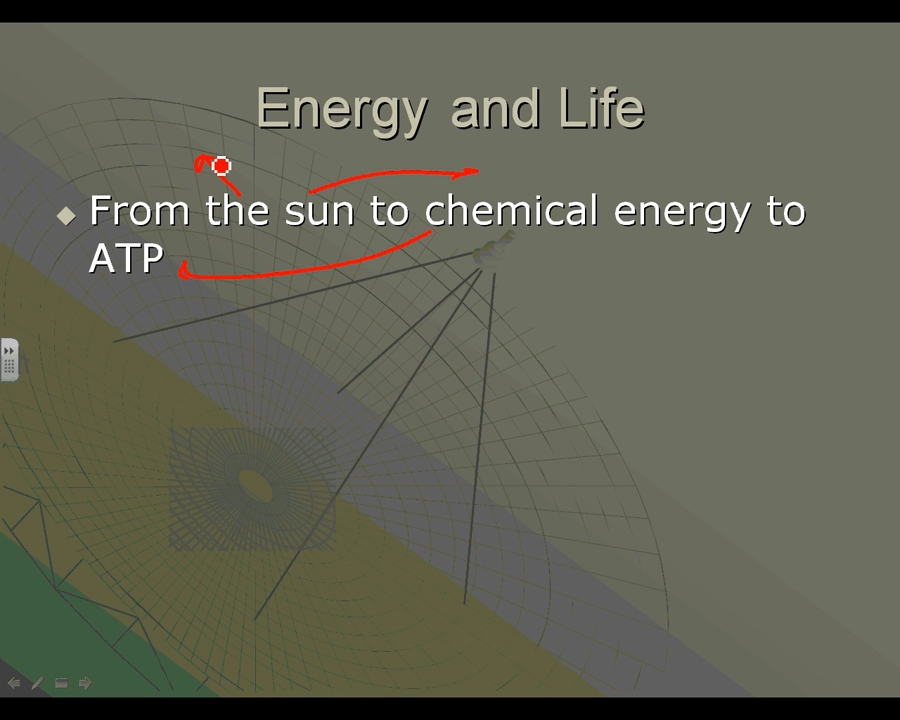 Energy and Life
From the sun to chemical energy to
ATP